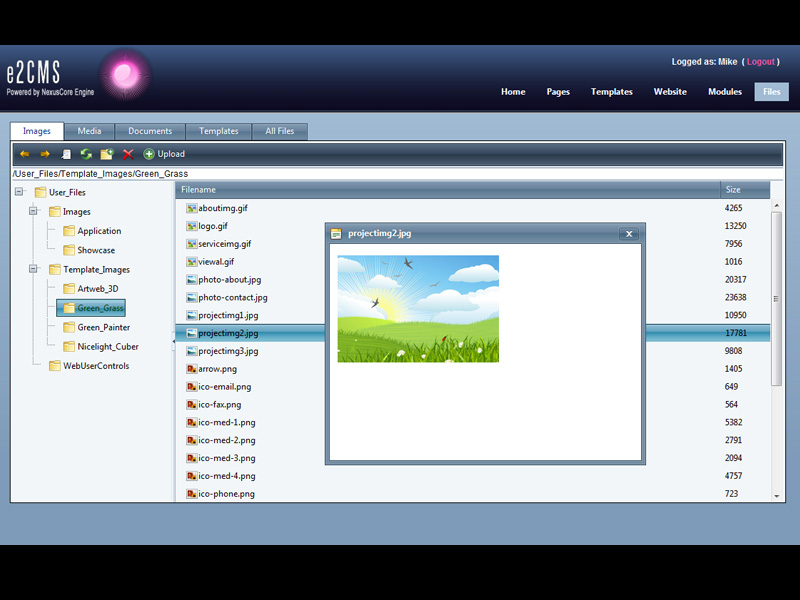 Logged as: Mike ( Logout )
e2CMS
Powered by NexusCore Engine
Home Pages Templates Website Modules Files
Images Media Documents Templates All Files
Upload
/User_Files/Template_Images/Green_Grass
User_Files
Images
Application
Showcase
Template_Images
Artweb_3D
Green_Grass
Green_Painter
Nicelight_Cuber
WebUserControls
Filename Size
aboutimg.gif 4265
logo.gif 13250
serviceimg.gif 7956
viewal.gif 1016
photo-about.jpg 20317
photo-contact.jpg 23638
projectimg1.jpg 10950
projectimg2.jpg 17781
projectimg3.jpg 9808
arrow.png 1405
ico-email.png 649
ico-fax.png 564
ico-med-1.png 5382
ico-med-2.png 2791
ico-med-3.png 2094
ico-med-4.png 4757
ico-phone.png 723
projectimg2.jpg x